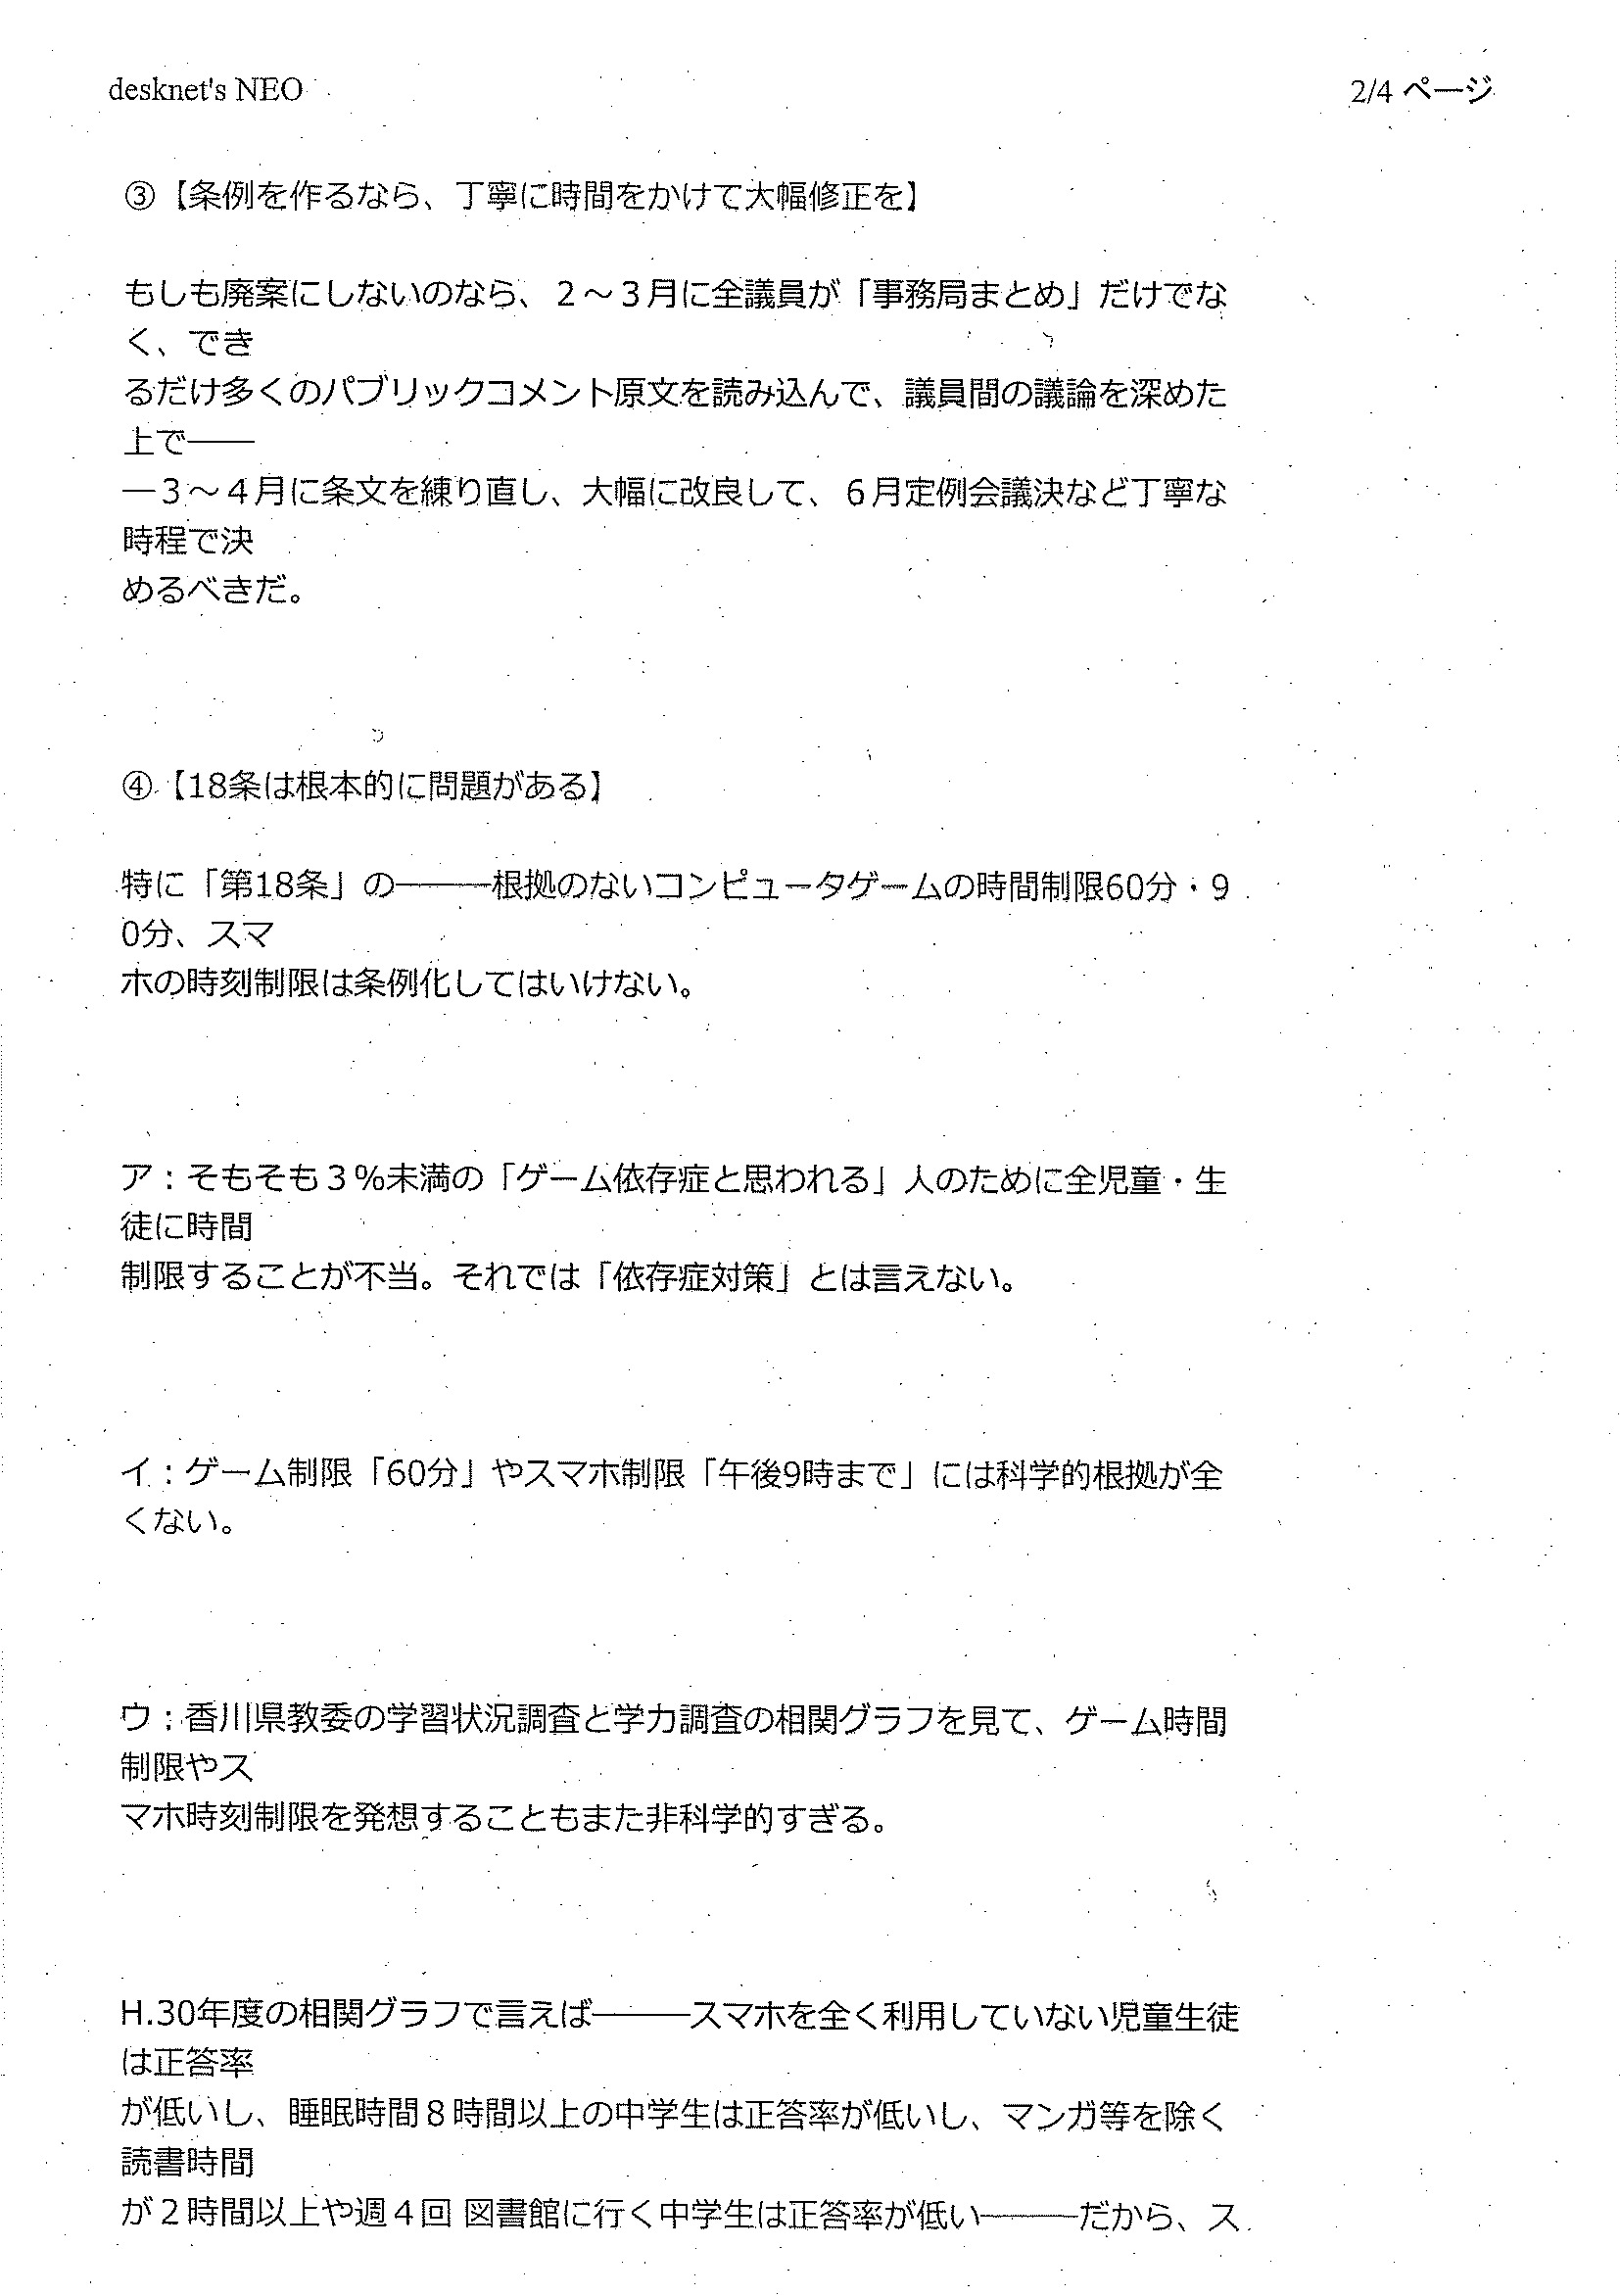 desknet's NEO
2/4 ページ
③【条例を作るなら、丁寧に時間をかけて大幅修正を】
もしも廃案にしないのなら、２～３月に全議員が「事務局まとめ」だけでな
く、でき
るだけ多くのパブリックコメント原文を読み込んで、議員間の議論を深めた
上で――
―３～４月に条文を練り直し、大幅に改良して、６月定例会議決など丁寧な
時程で決
めるべきだ。
④【18条は根本的に問題がある】
特に「第18条」の―――根拠のないコンピュータゲームの時間制限60分・9
0分、スマ
ホの時刻制限は条例化してはいけない。
ア：そもそも３％未満の「ゲーム依存症と思われる」人のために全児童・生
徒に時間
制限することが不当。それでは「依存症対策」とは言えない。
イ：ゲーム制限「60分」やスマホ制限「午後9時まで」には科学的根拠が全
くない。
ウ：香川県教委の学習状況調査と学力調査の相関グラフを見て、ゲーム時間
制限やス
マホ時刻制限を発想することもまた非科学的すぎる。
H.30年度の相関グラフで言えば―――スマホを全く利用していない児童生徒
は正答率
が低いし、睡眠時間８時間以上の中学生は正答率が低いし、マンガ等を除く
読書時間
が２時間以上や週４回 図書館に行く中学生は正答率が低い―――だから、ス